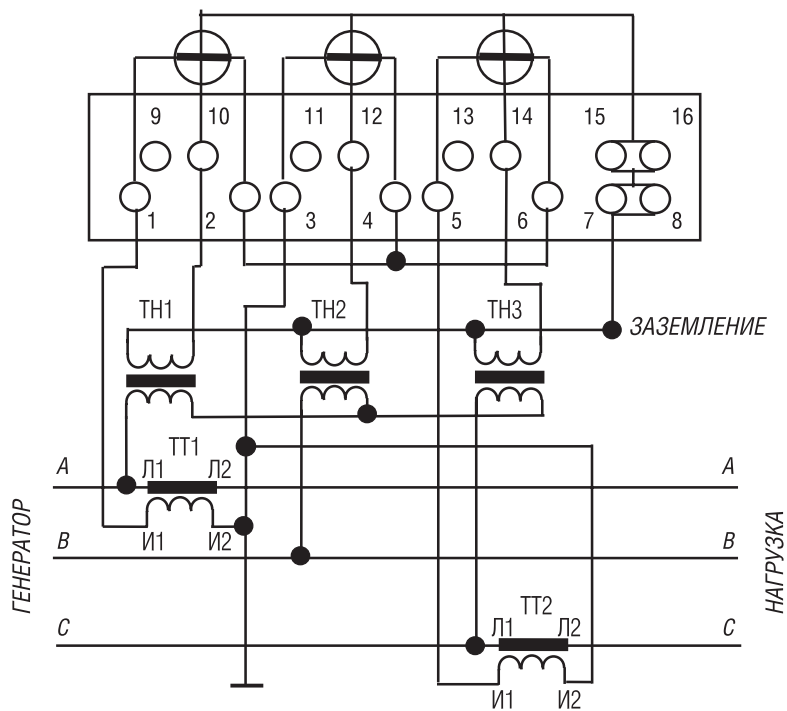 9 10 11 12 13 14 15 16
1 2 3 4 5 6 7 8
ТН1 ТН2 ТН3 ЗАЗЕМЛЕНИЕ
ТТ1
A Л1 Л2 A
И1 И2
B B
ТТ2
C Л1 Л2 C
И1 И2
ГЕНЕРАТОР
НАГРУЗКА